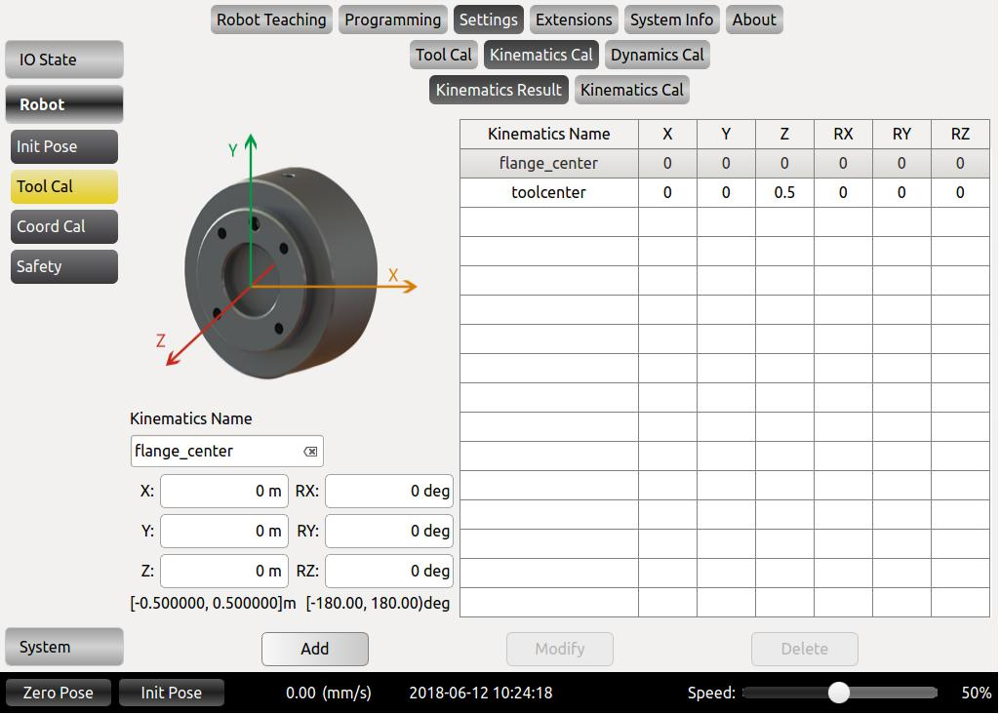 Robot Teaching Programming Settings Extensions System Info About
IO State
Tool Cal Kinematics Cal Dynamics Cal
Robot
Kinematics Result Kinematics Cal
Init Pose
Tool Cal
Coord Cal
Safety
Y
X
Z
Kinematics Name X Y Z RX RY RZ
flange_center 0 0 0 0 0 0
toolcenter 0 0 0.5 0 0 0
Kinematics Name
flange_center
X: 0 m RX: 0 deg
Y: 0 m RY: 0 deg
Z: 0 m RZ: 0 deg
[-0.500000, 0.500000]m [-180.00, 180.00)deg
System
Add Modify Delete
Zero Pose Init Pose 0.00 (mm/s) 2018-06-12 10:24:18 Speed: 50%